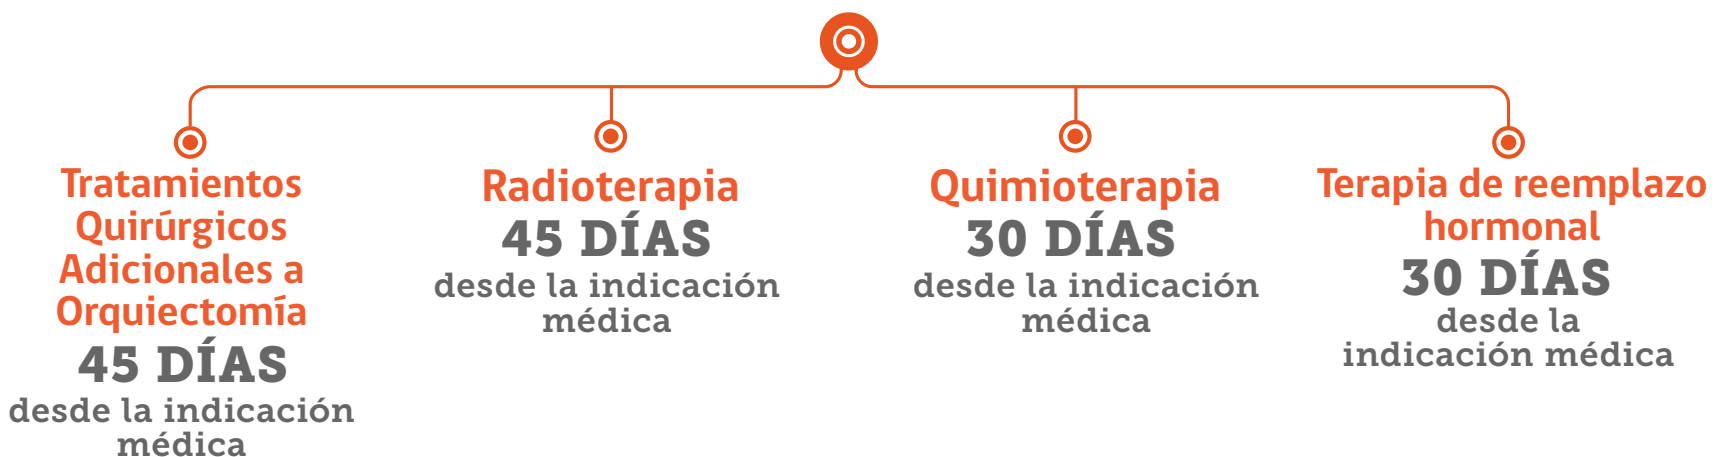 Tratamientos
Quirúrgicos
Adicionales a
Orquiectomía
45 DÍAS
desde la indicación
médica
Radioterapia
45 DÍAS
desde la indicación
médica
Quimioterapia
30 DÍAS
desde la indicación
médica
Terapia de reemplazo
hormonal
30 DÍAS
desde la
indicación médica